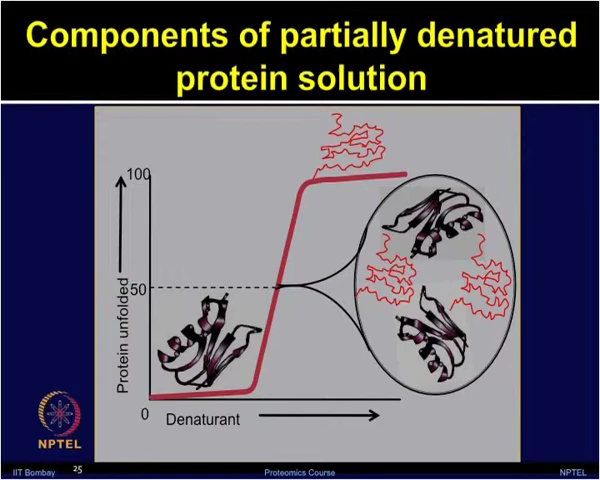 Components of partially denatured
protein solution
100
50
Protein unfolded
0
Denaturant
NPTEL
IIT Bombay
25
Proteomics Course
NPTEL